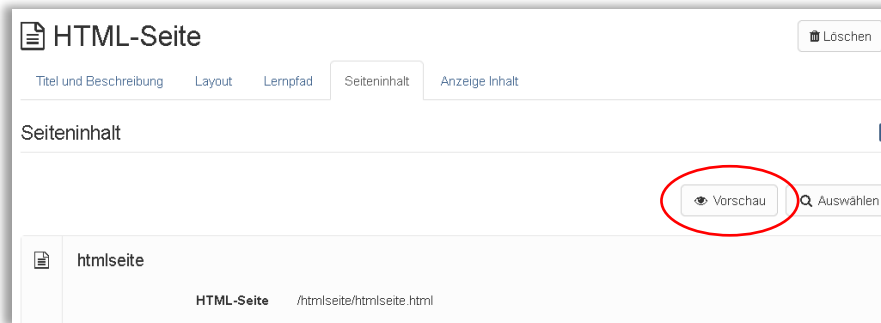 HTML-Seite
Löschen
Titel und Beschreibung Layout Lernpfad Seiteninhalt Anzeige Inhalt
Seiteninhalt
Vorschau Auswählen
htmlseite
HTML-Seite /htmlseite/htmlseite.html